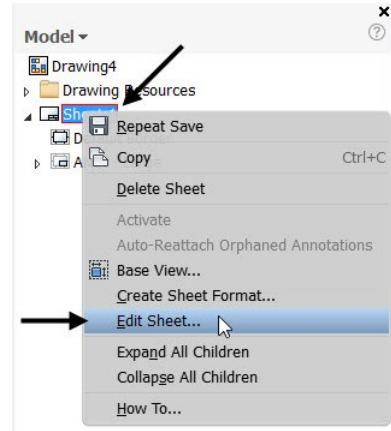 Model
Drawing4
Drawing Resources
Repeat Save
Copy Ctrl+C
Delete Sheet
Activate
Auto-Reattach Orphaned Annotations
Base View...
Create Sheet Format...
Edit Sheet...
Expand All Children
Collapse All Children
How To...